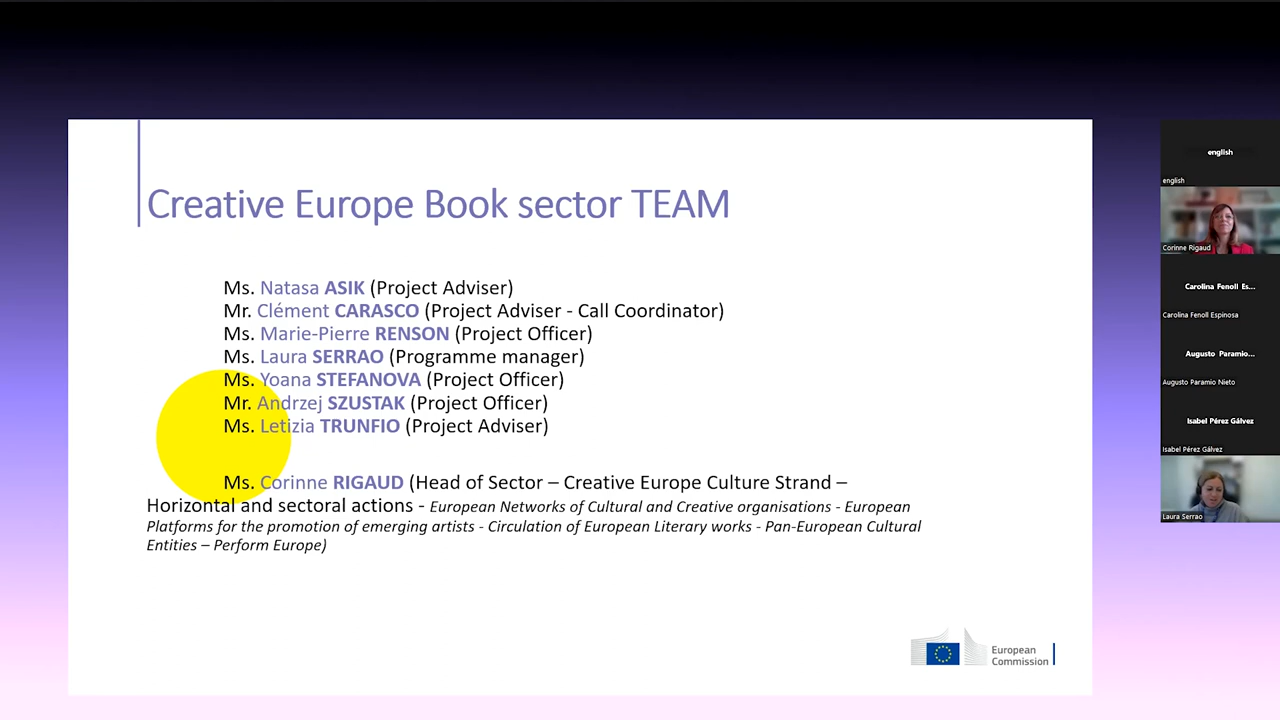 Creative Europe Book sector TEAM
Ms. Natasa ASIK (Project Adviser)
Mr. Clément CARASCO (Project Adviser - Call Coordinator)
Ms. Marie-Pierre RENSON (Project Officer)
Ms. Laura SERRAO (Programme manager)
Ms. Yoana STEFANOVA (Project Officer)
Mr. Andrzej SZUSTAK (Project Officer)
Ms. Letizia TRUNFIO (Project Adviser)
Ms. Corinne RIGAUD (Head of Sector – Creative Europe Culture Strand –
Horizontal and sectoral actions - European Networks of Cultural and Creative organisations - European
Platforms for the promotion of emerging artists - Circulation of European Literary works - Pan-European Cultural
Entities – Perform Europe)
European
Commission
english
english
Corinne Rigaud
Carolina Fenoll Es...
Carolina Fenoll Espinosa
Augusto Paramio...
Augusto Paramio Nieto
Isabel Pérez Gálvez
Isabel Pérez Gálvez
Laura Serrao